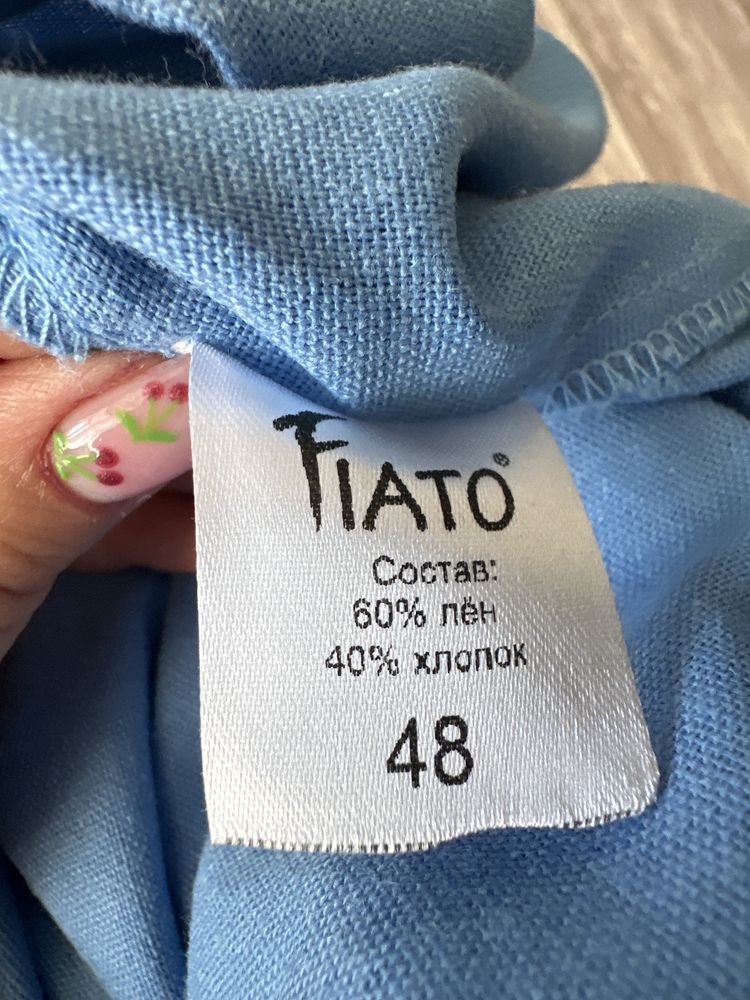 FIATO®
Состав:
60% лён
40% хлопок
48